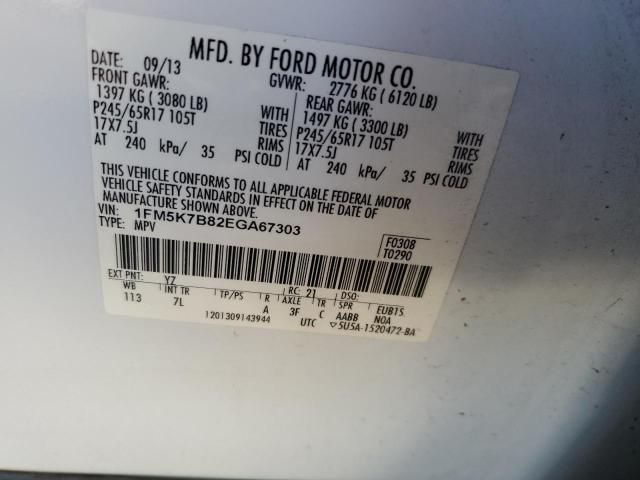 MFD. BY FORD MOTOR CO.
DATE: 09/13 GVWR: 2776 KG ( 6120 LB)
FRONT GAWR: REAR GAWR:
1397 KG ( 3080 LB) WITH 1497 KG ( 3300 LB) WITH
P245/65R17 105T TIRES P245/65R17 105T TIRES
17X7.5J RIMS 17X7.5J RIMS
AT 240 kPa/ 35 PSI COLD AT 240 kPa/ 35 PSI COLD
THIS VEHICLE CONFORMS TO ALL APPLICABLE FEDERAL MOTOR
VEHICLE SAFETY STANDARDS IN EFFECT ON THE DATE OF
MANUFACTURE SHOWN ABOVE.
VIN: 1FM5K7B82EGA67303
TYPE: MPV
F0308
T0290
EXT PNT: YZ RC: 21 DSO:
WB INT TR TP/PS R AXLE TR SPR EUB15
113 7L A 3F C AABB NOA
1201309143944 UTC ▽5U5A-1520472-BA